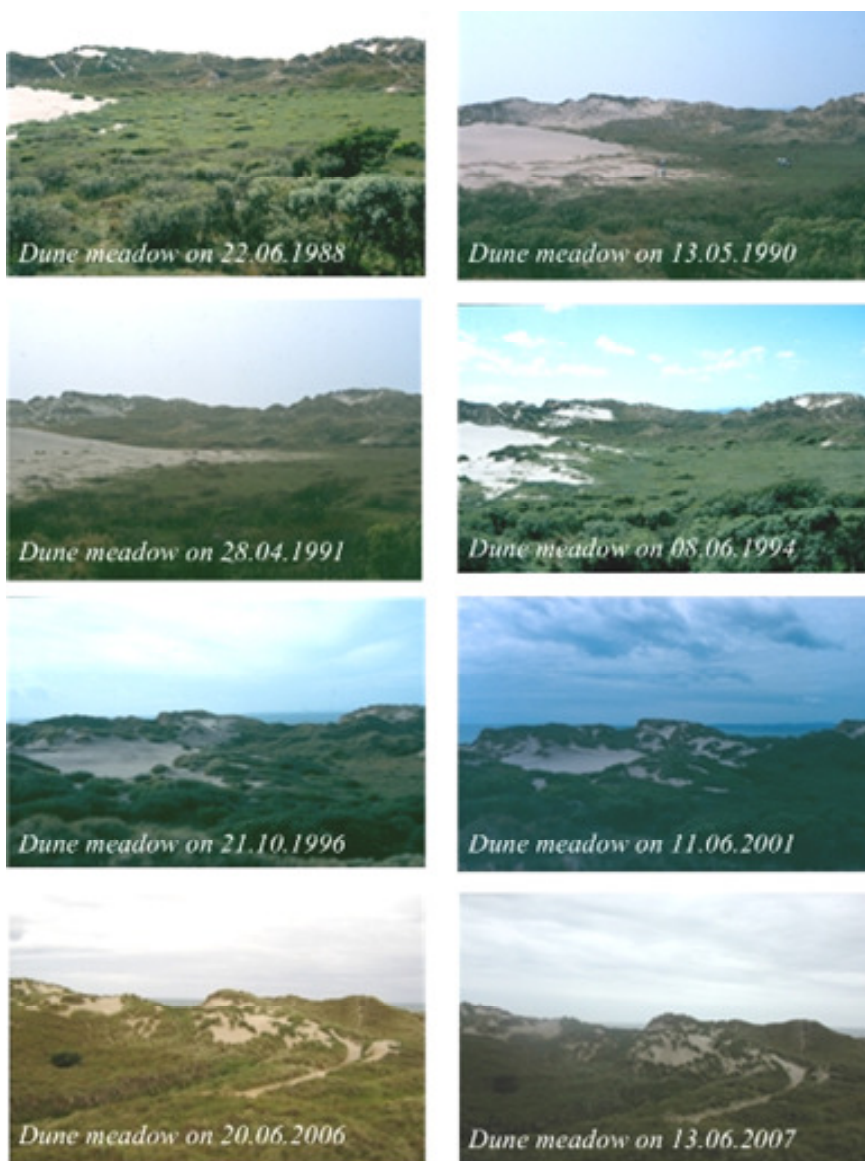 Dune meadow on 22.06.1988
Dune meadow on 13.05.1990
Dune meadow on 28.04.1991
Dune meadow on 08.06.1994
Dune meadow on 21.10.1996
Dune meadow on 11.06.2001
Dune meadow on 20.06.2006
Dune meadow on 13.06.2007